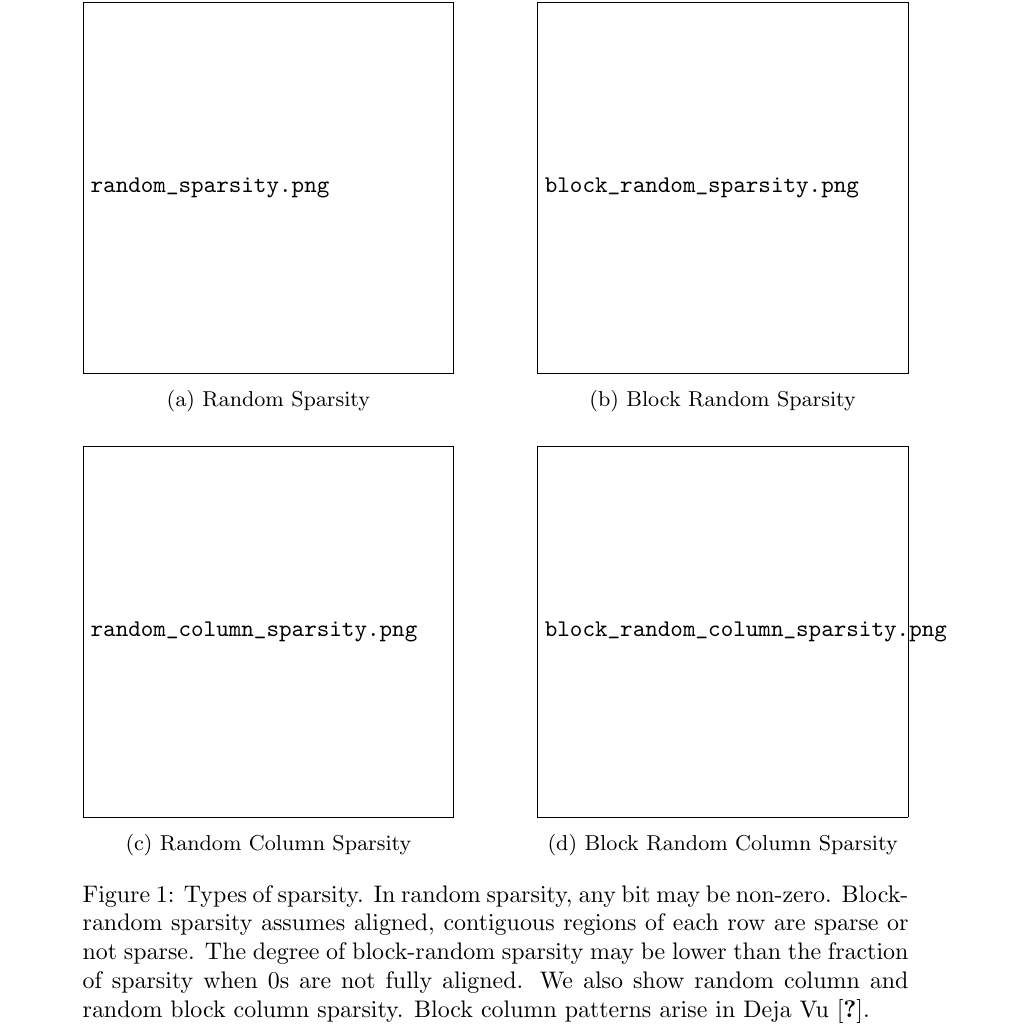 random_sparsity.png
block_random_sparsity.png
(a) Random Sparsity
(b) Block Random Sparsity
random_column_sparsity.png
block_random_column_sparsity.png
(c) Random Column Sparsity
(d) Block Random Column Sparsity
Figure 1: Types of sparsity. In random sparsity, any bit may be non-zero. Block-
random sparsity assumes aligned, contiguous regions of each row are sparse or
not sparse. The degree of block-random sparsity may be lower than the fraction
of sparsity when 0s are not fully aligned. We also show random column and
random block column sparsity. Block column patterns arise in Deja Vu [?].